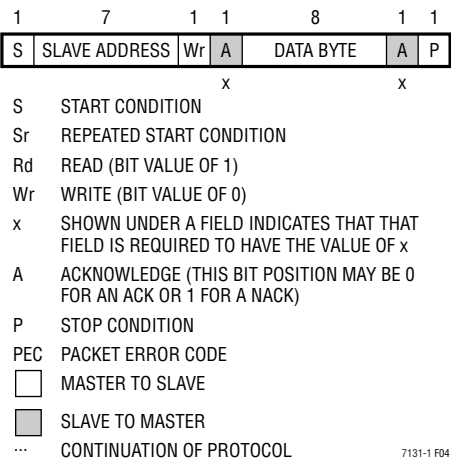 1 7 1 1 8 1 1
S SLAVE ADDRESS Wr A DATA BYTE A P
x x
S START CONDITION
Sr REPEATED START CONDITION
Rd READ (BIT VALUE OF 1)
Wr WRITE (BIT VALUE OF 0)
x SHOWN UNDER A FIELD INDICATES THAT THAT
FIELD IS REQUIRED TO HAVE THE VALUE OF x
A ACKNOWLEDGE (THIS BIT POSITION MAY BE 0
FOR AN ACK OR 1 FOR A NACK)
P STOP CONDITION
PEC PACKET ERROR CODE
MASTER TO SLAVE
SLAVE TO MASTER
... CONTINUATION OF PROTOCOL 7131-1 F04